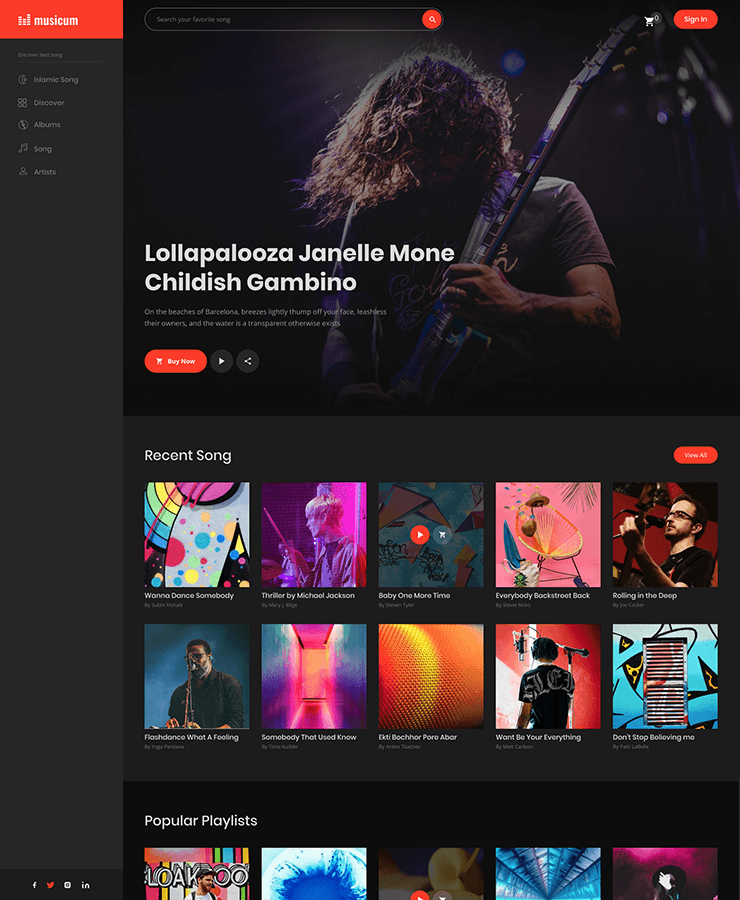 musicum
Search your favorite song
0
Sign In
Discover best song
Islamic Song
Discover
Albums
Song
Artists
Lollapalooza Janelle Mone
Childish Gambino
On the beaches of Barcelona, breezes lightly thump off your face, leashless
their owners, and the water is a transparent otherwise exists
Buy Now
Recent Song
View All
Wanna Dance Somebody
By Subhi Alshaik
Thriller by Michael Jackson
By Mary J. Blige
Baby One More Time
By Steven Tyler
Everybody Backstreet Back
By Stevie Nicks
Rolling in the Deep
By Joe Cocker
Flashdance What A Feeling
By Yoga Perdana
Somebody That Used Know
By Timo Kuilder
Ekti Bochhor Pore Abar
By Anton Tkachev
Want Be Your Everything
By Matt Carlson
Don't Stop Believing me
By Patti LaBelle
Popular Playlists